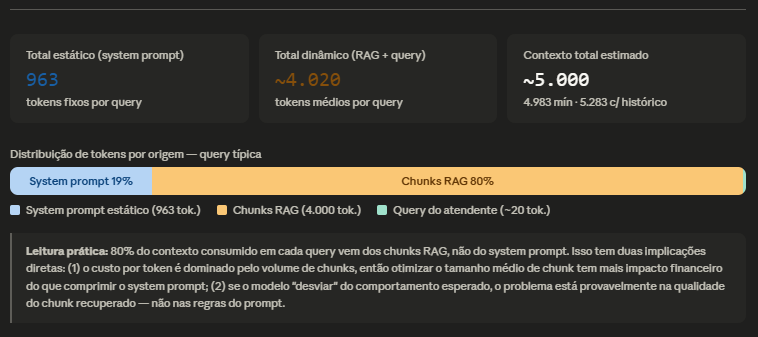 Total estático (system prompt)
963
tokens fixos por query
Total dinâmico (RAG + query)
~4.020
tokens médios por query
Contexto total estimado
~5.000
4.983 mín · 5.283 c/ histórico
Distribuição de tokens por origem — query típica
System prompt 19%
Chunks RAG 80%
System prompt estático (963 tok.)
Chunks RAG (4.000 tok.)
Query do atendente (~20 tok.)
Leitura prática: 80% do contexto consumido em cada query vem dos chunks RAG, não do system prompt. Isso tem duas implicações
diretas: (1) o custo por token é dominado pelo volume de chunks, então otimizar o tamanho médio de chunk tem mais impacto financeiro
do que comprimir o system prompt; (2) se o modelo "desviar" do comportamento esperado, o problema está provavelmente na qualidade
do chunk recuperado — não nas regras do prompt.